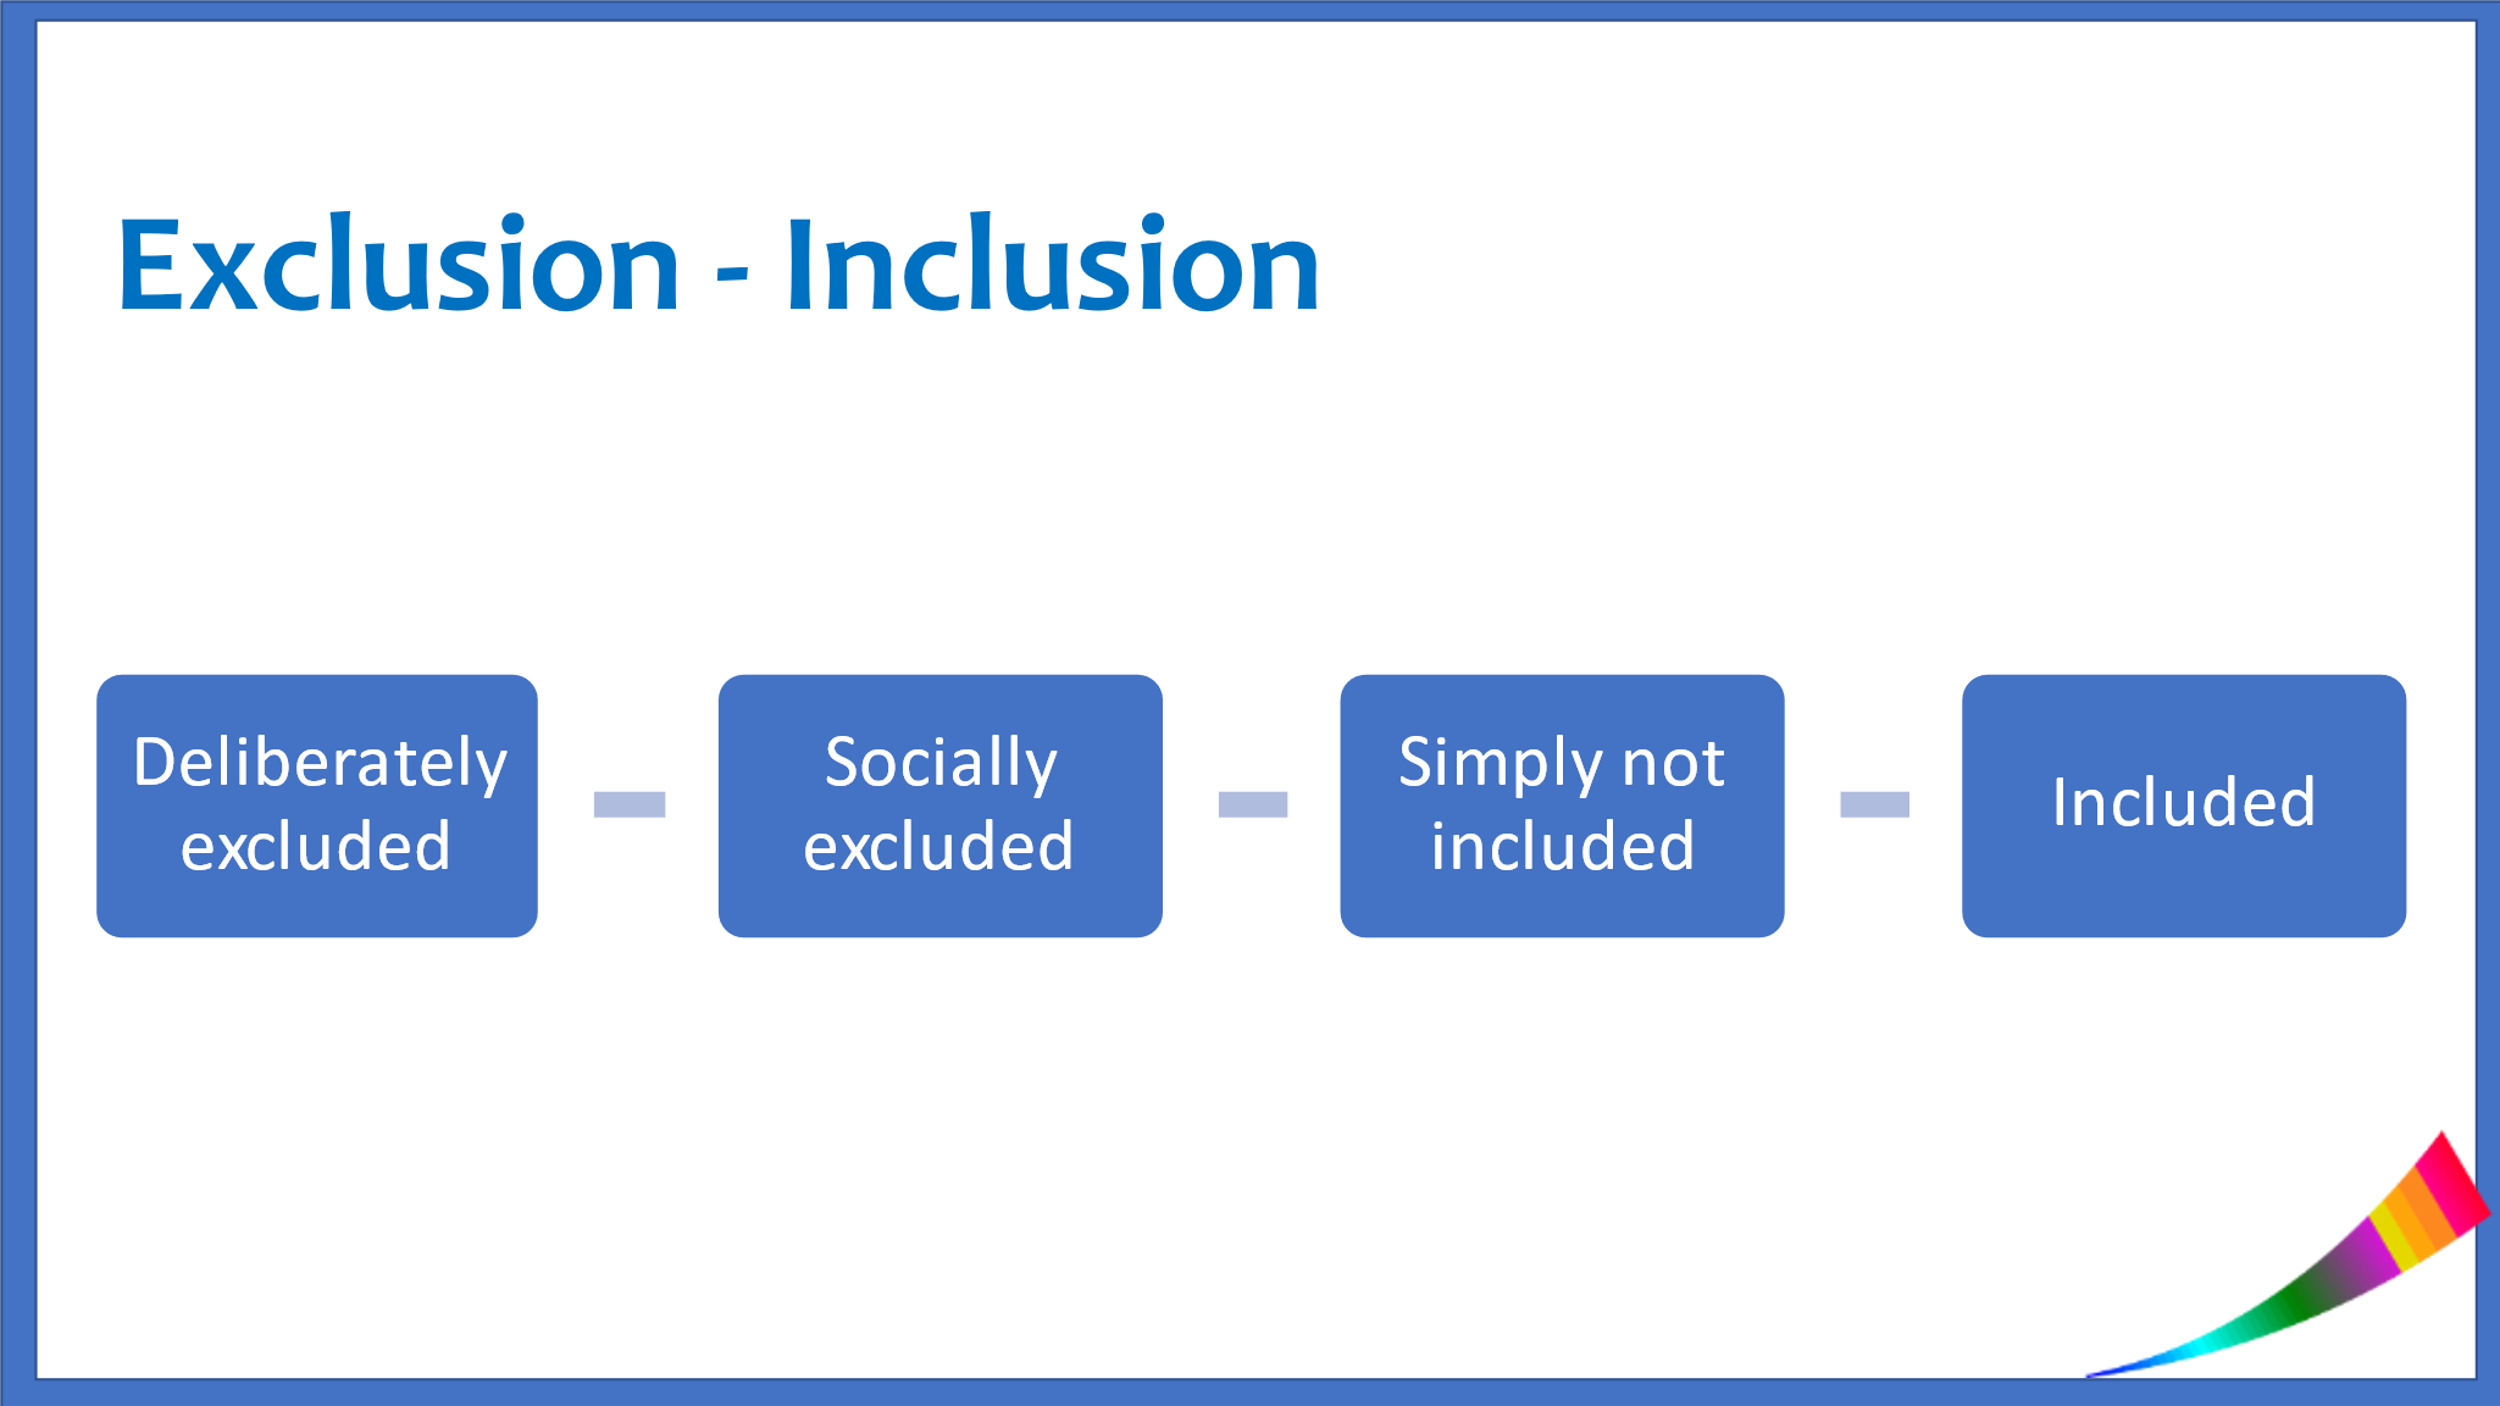 Exclusion - Inclusion
Deliberately
excluded
Socially
excluded
Simply not
included
Included